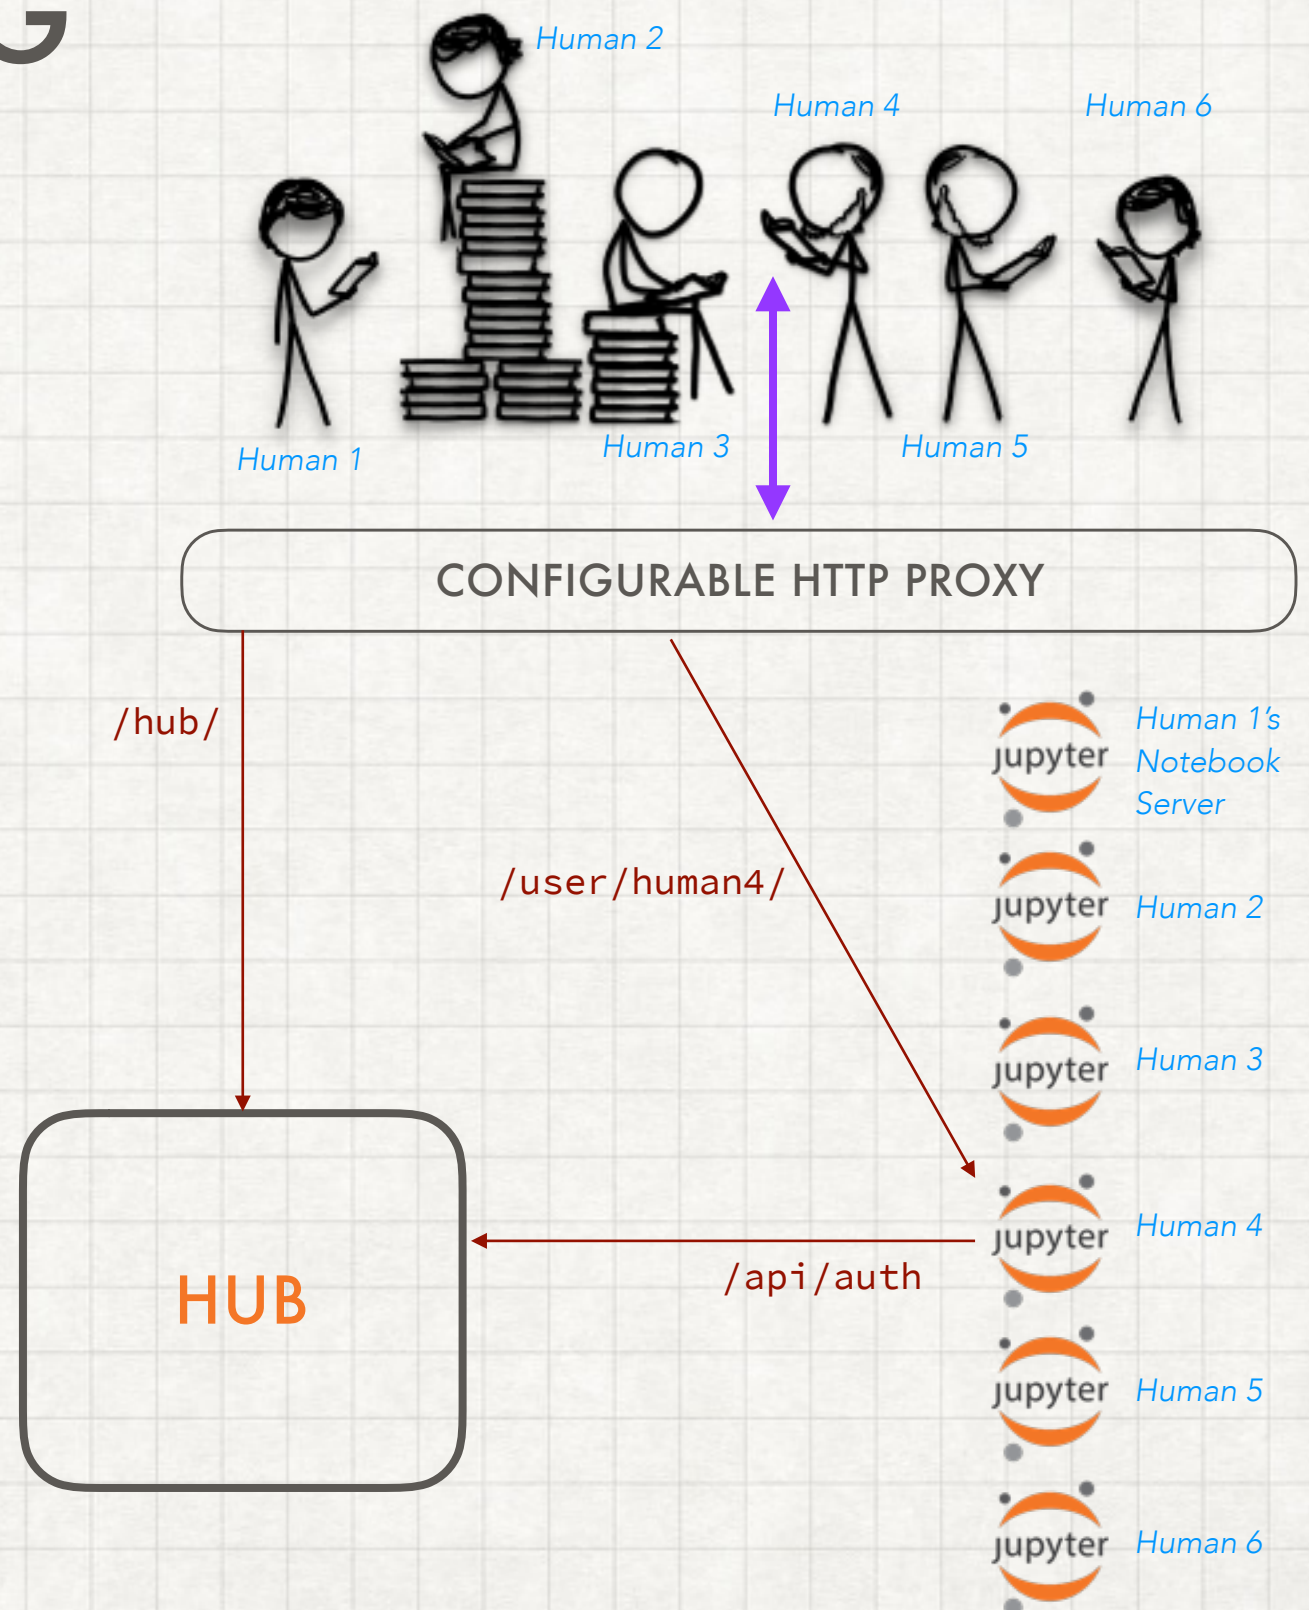 G
Human 2
Human 4
Human 6
Human 1
Human 3
Human 5
CONFIGURABLE HTTP PROXY
/hub/
jupyter
Human 1’s
Notebook
Server
/user/human4/
jupyter
Human 2
jupyter
Human 3
jupyter
Human 4
/api/auth
HUB
jupyter
Human 5
jupyter
Human 6